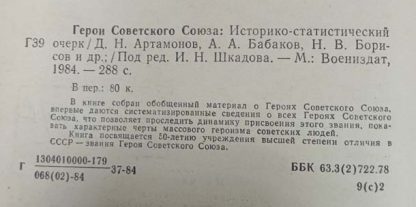 Герои Советского Союза: Историко-статистический
Г39 очерк/Д. Н. Артамонов, А. А. Бабаков, Н. В. Борисов и др.;/Под ред. И. Н. Шкадова. — М.: Воениздат,
1984. — 288 с.
В пер.: 80 к.
В книге собран обобщенный материал о Героях Советского Союза,
впервые даются систематизированные сведения о всех Героях Советского
Союза, что позволяет проследить динамику присвоения этого звания, пока-
зать характерные черты массового героизма советских людей.
Книга посвящается 50-летию учреждения высшей степени отличия в
СССР — звания Героя Советского Союза.
Г 1304010000-179
068(02)-84 37-84
ББК 63.3(2)722.78
9(с)2